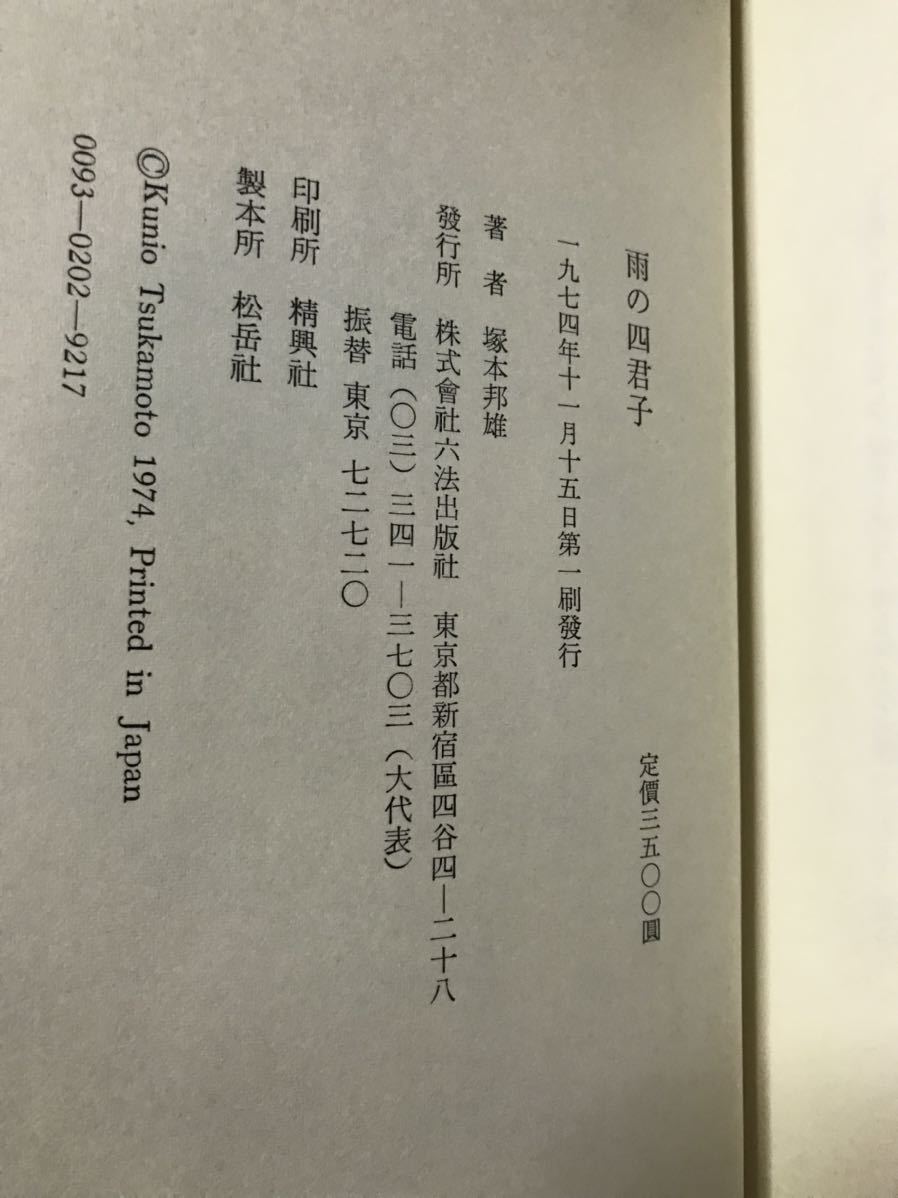 雨の四君子
定價三五〇〇圓
一九七四年十一月十五日第一刷發行
著者 塚本邦雄
發行所 株式會社六法出版社 東京都新宿區四谷四—二十八
電話(〇三)三四一—三七〇三(大代表)
振替 東京 七二七二〇
印刷所 精興社
製本所 松岳社
©Kunio Tsukamoto 1974, Printed in Japan
0093—0202—9217